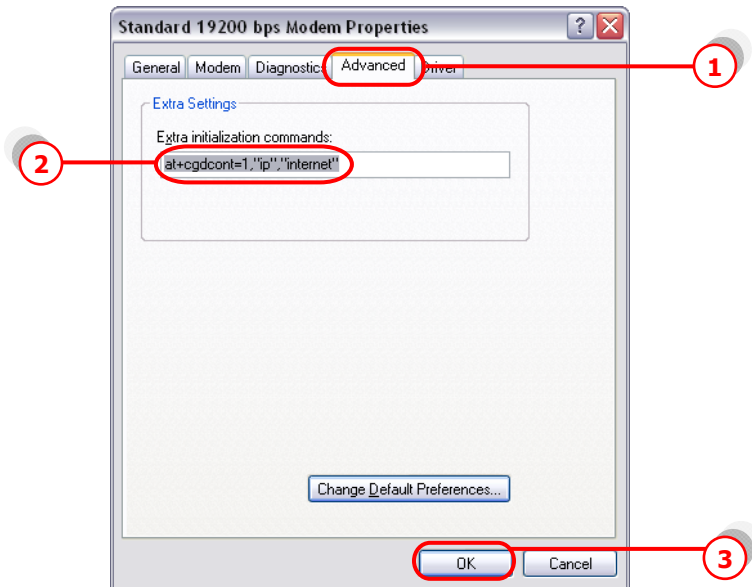 Standard 19200 bps Modem Properties
General Modem Diagnostics Advanced Driver
1
Extra Settings
Extra initialization commands:
2
at+cgdcont=1,"ip","internet"
Change Default Preferences...
OK Cancel
3